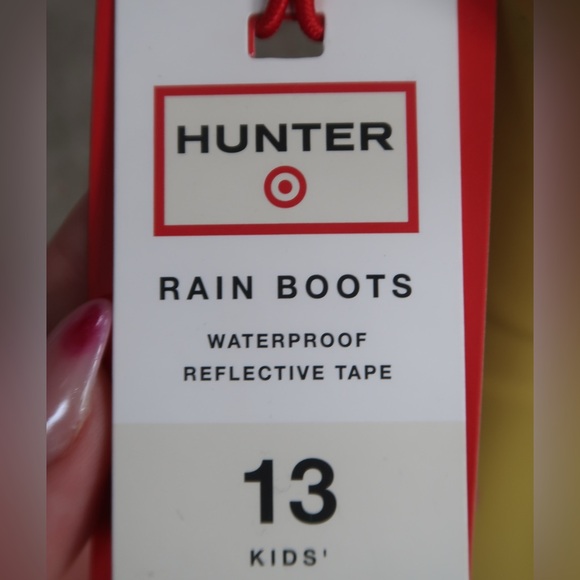 HUNTER
RAIN BOOTS
WATERPROOF
REFLECTIVE TAPE
13
KIDS'